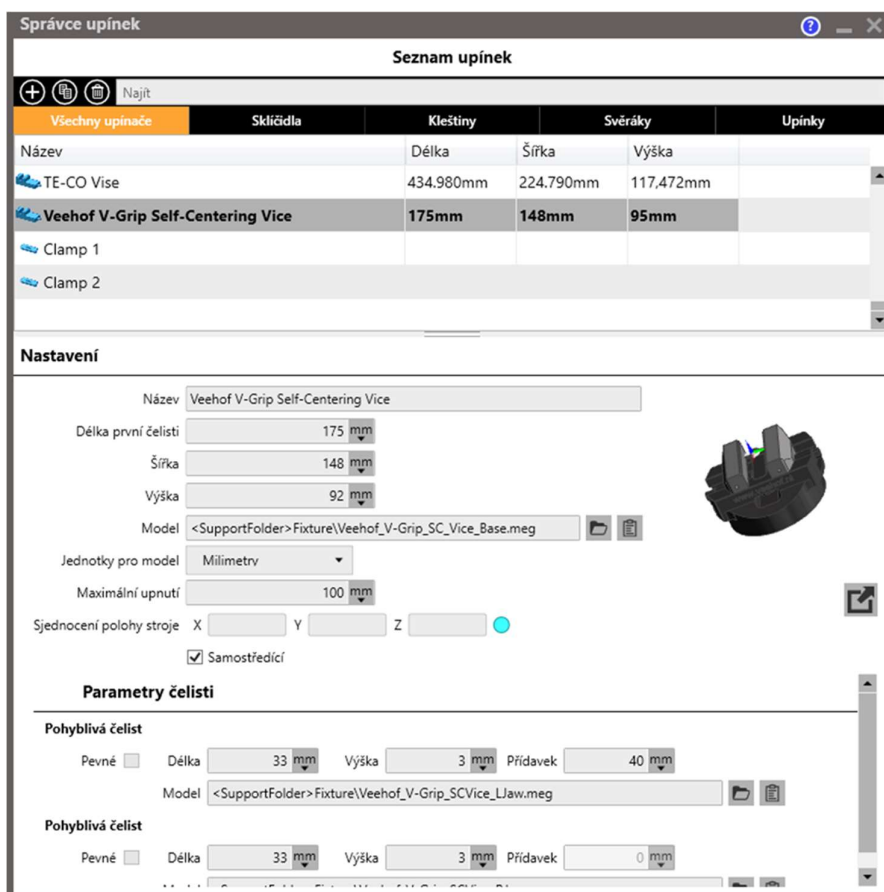 Správce upínek
Seznam upínek
Najít
Všechny upínače Sklíčidla Kleštiny Svěráky Upínky
Název Délka Šířka Výška
TE-CO Vise 434.980mm 224.790mm 117,472mm
Veehof V-Grip Self-Centering Vice 175mm 148mm 95mm
Clamp 1
Clamp 2
Nastavení
Název Veehof V-Grip Self-Centering Vice
Délka první čelisti 175 mm
Šířka 148 mm
Výška 92 mm
Model <SupportFolder>Fixture\Veehof_V-Grip_SC_Vice_Base.meg
Jednotky pro model Milimetry
Maximální upnutí 100 mm
Sjednocení polohy stroje X Y Z
Samostředící
Parametry čelisti
Pohyblivá čelist
Pevné Délka 33 mm Výška 3 mm Přídavek 40 mm
Model <SupportFolder>Fixture\Veehof_V-Grip_SCVice_LJaw.meg
Pohyblivá čelist
Pevné Délka 33 mm Výška 3 mm Přídavek 0 mm